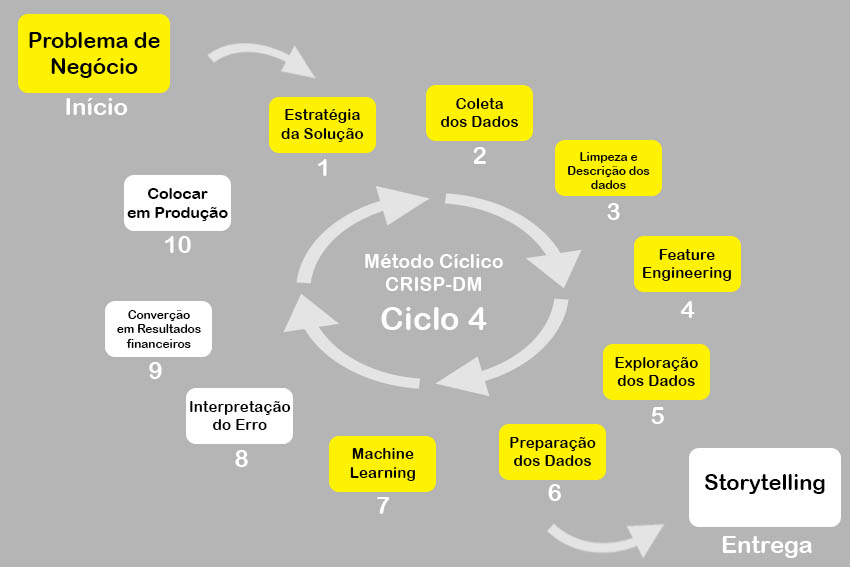 Problema de
Negócio
Início
Estratégia
da Solução
1
Coleta
dos Dados
2
Limpeza e
Descrição dos
dados
3
Feature
Engineering
4
Exploração
dos Dados
5
Preparação
dos Dados
6
Machine
Learning
7
Interpretação
do Erro
8
Converção
em Resultados
financeiros
9
Colocar
em Produção
10
Método Cíclico
CRISP-DM
Ciclo 4
Storytelling
Entrega